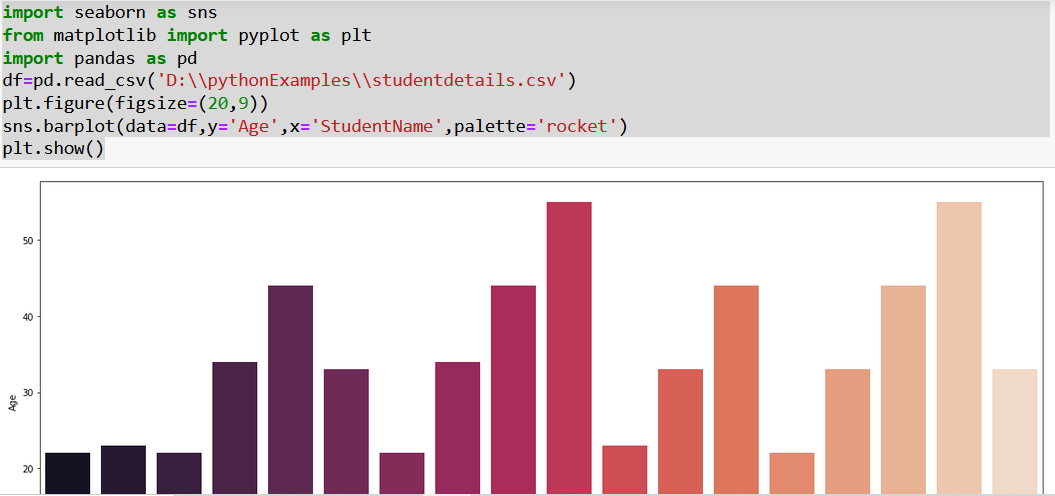 import seaborn as sns
from matplotlib import pyplot as plt
import pandas as pd
df=pd.read_csv('D:\\pythonExamples\\studentdetails.csv')
plt.figure(figsize=(20,9))
sns.barplot(data=df,y='Age',x='StudentName',palette='rocket')
plt.show()
50
40
30
Age
20